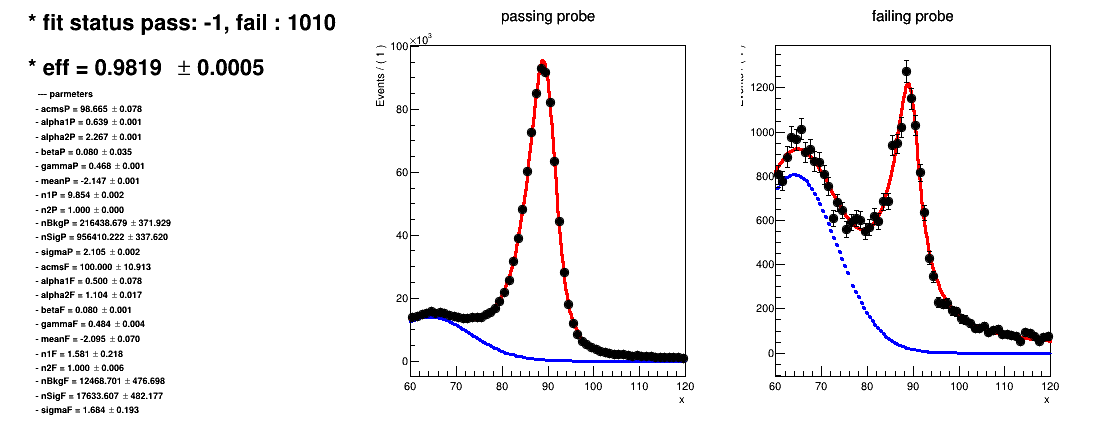 * fit status pass: -1, fail : 1010
* eff = 0.9819 ± 0.0005
--- parmeters
- acmsP = 98.665 ± 0.078
- alpha1P = 0.639 ± 0.001
- alpha2P = 2.267 ± 0.001
- betaP = 0.080 ± 0.035
- gammaP = 0.468 ± 0.001
- meanP = -2.147 ± 0.001
- n1P = 9.854 ± 0.002
- n2P = 1.000 ± 0.000
- nBkgP = 216438.679 ± 371.929
- nSigP = 956410.222 ± 337.620
- sigmaP = 2.105 ± 0.002
- acmsF = 100.000 ± 10.913
- alpha1F = 0.500 ± 0.078
- alpha2F = 1.104 ± 0.017
- betaF = 0.080 ± 0.001
- gammaF = 0.484 ± 0.004
- meanF = -2.095 ± 0.070
- n1F = 1.581 ± 0.218
- n2F = 1.000 ± 0.006
- nBkgF = 12468.701 ± 476.698
- nSigF = 17633.607 ± 482.177
- sigmaF = 1.684 ± 0.193
passing probe
×10³
Events / ( 1 )
100
80
60
40
20
0
60 70 80 90 100 110 120
x
failing probe
Events / ( 1 )
1200
1000
800
600
400
200
0
60 70 80 90 100 110 120
x